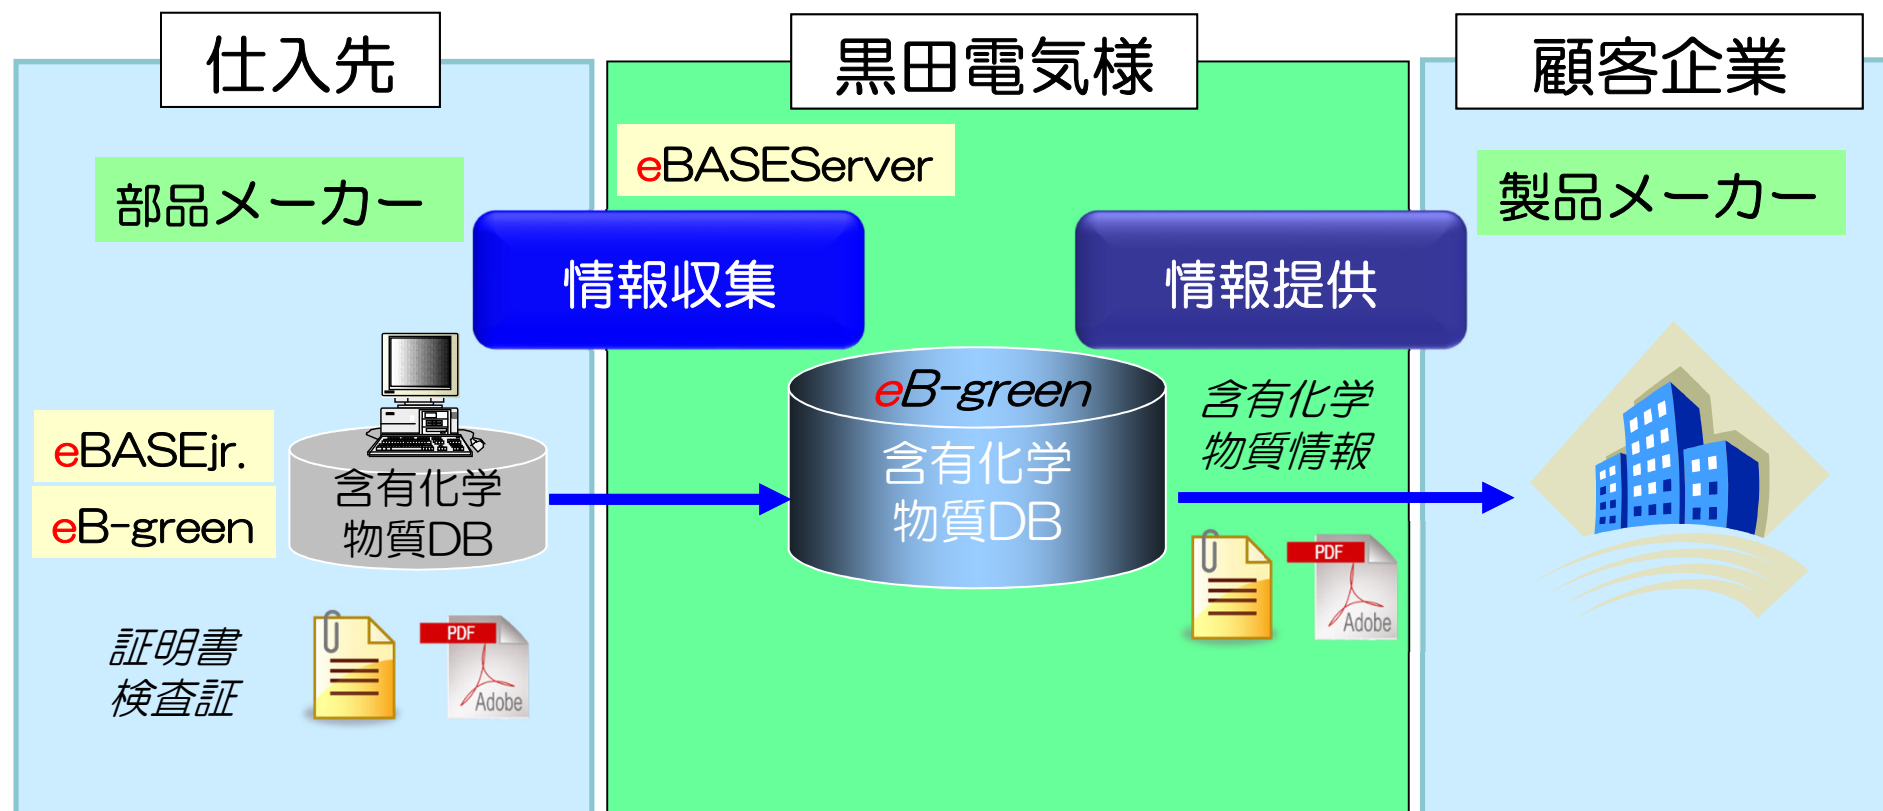 仕入先
黒田電気様
顧客企業
eBASEServer
部品メーカー
製品メーカー
情報収集
情報提供
eB-green
含有化学
物質情報
eBASEjr.
eB-green
含有化学
物質DB
含有化学
物質DB
PDF
Adobe
証明書
検査証
PDF
Adobe